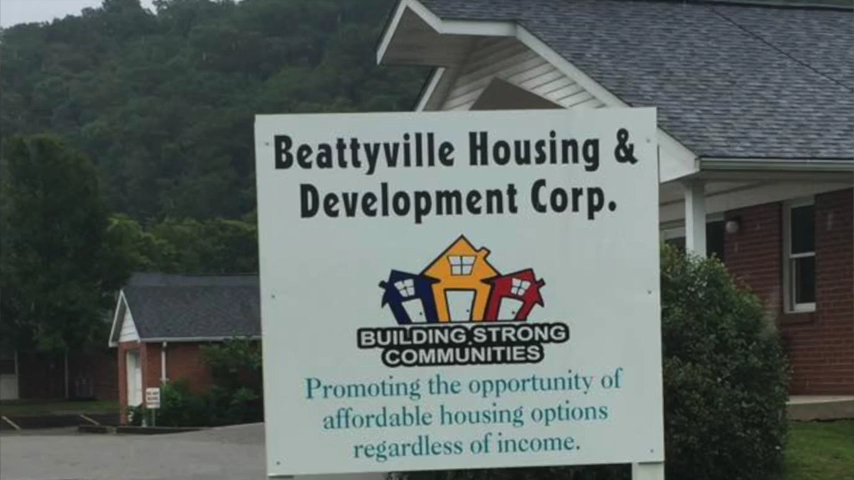 Beattyville Housing &
Development Corp.
BUILDING STRONG
COMMUNITIES
Promoting the opportunity of
affordable housing options
regardless of income.